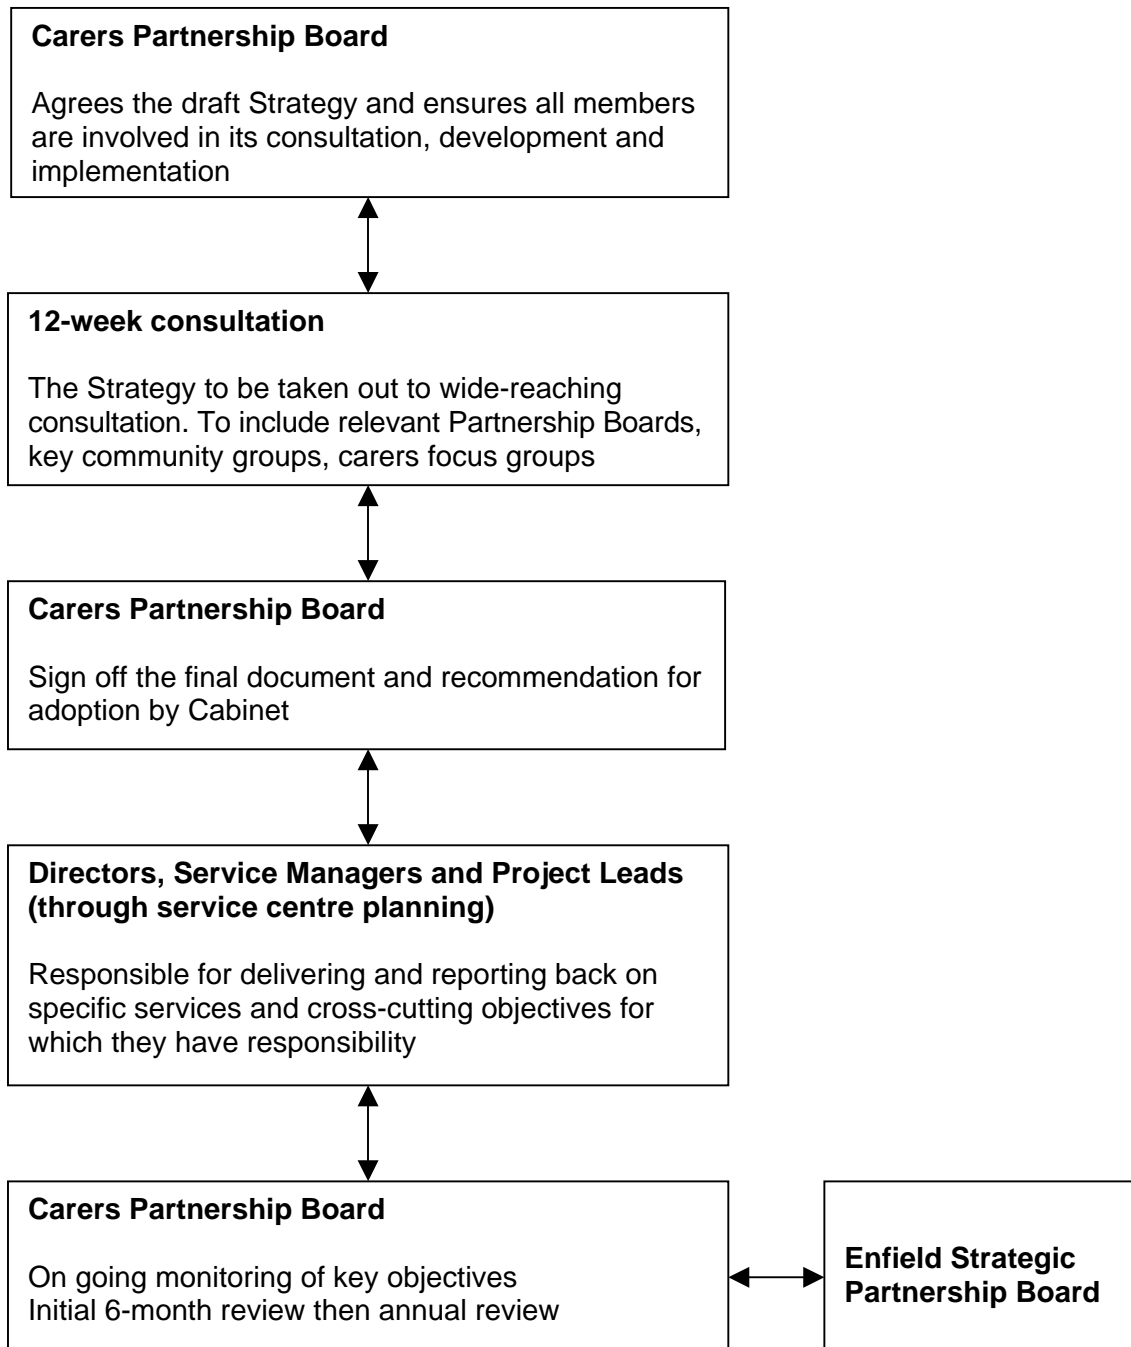 Carers Partnership Board
Agrees the draft Strategy and ensures all members
are involved in its consultation, development and
implementation
12-week consultation
The Strategy to be taken out to wide-reaching
consultation. To include relevant Partnership Boards,
key community groups, carers focus groups
Carers Partnership Board
Sign off the final document and recommendation for
adoption by Cabinet
Directors, Service Managers and Project Leads
(through service centre planning)
Responsible for delivering and reporting back on
specific services and cross-cutting objectives for
which they have responsibility
Carers Partnership Board
On going monitoring of key objectives
Initial 6-month review then annual review
Enfield Strategic
Partnership Board